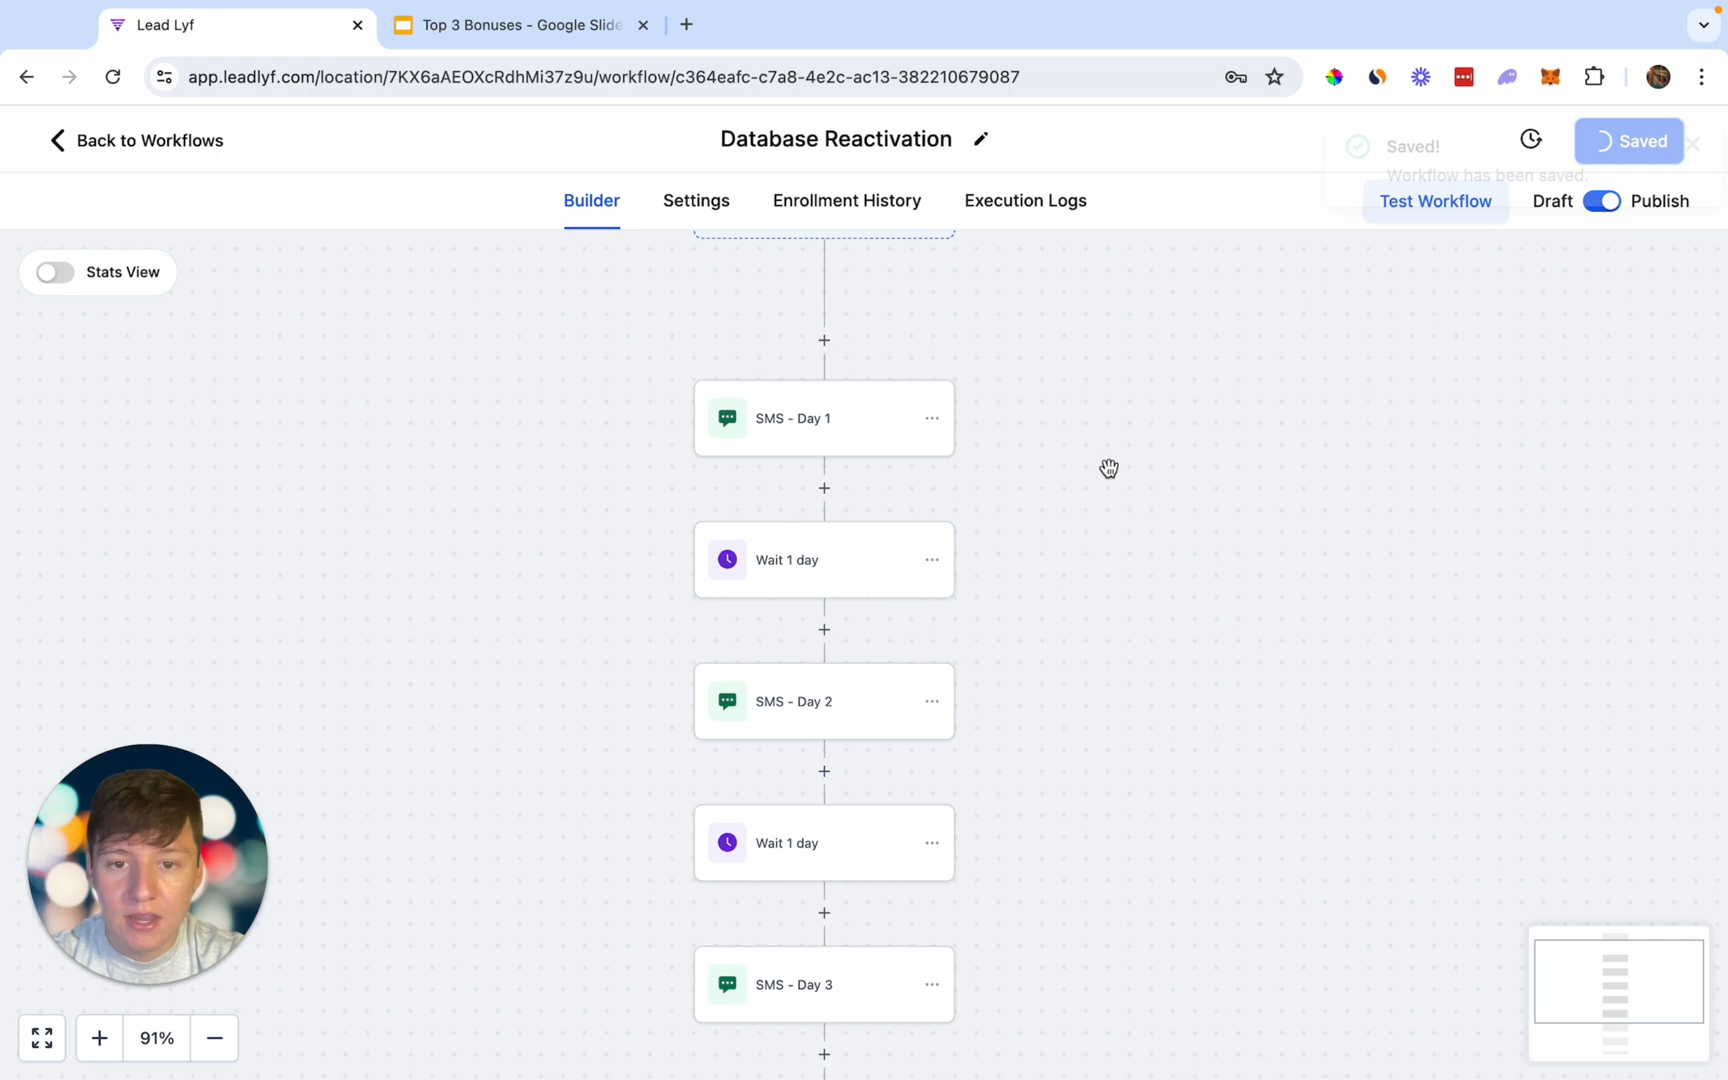 Lead Lyf
Top 3 Bonuses - Google Slide
app.leadlyf.com/location/7KX6aAEOXcRdhMi37z9u/workflow/c364eafc-c7a8-4e2c-ac13-382210679087
Back to Workflows
Database Reactivation
Saved!
Workflow has been saved.
Saved
Builder
Settings
Enrollment History
Execution Logs
Test Workflow
Draft
Publish
Stats View
SMS - Day 1
Wait 1 day
SMS - Day 2
Wait 1 day
SMS - Day 3
91%